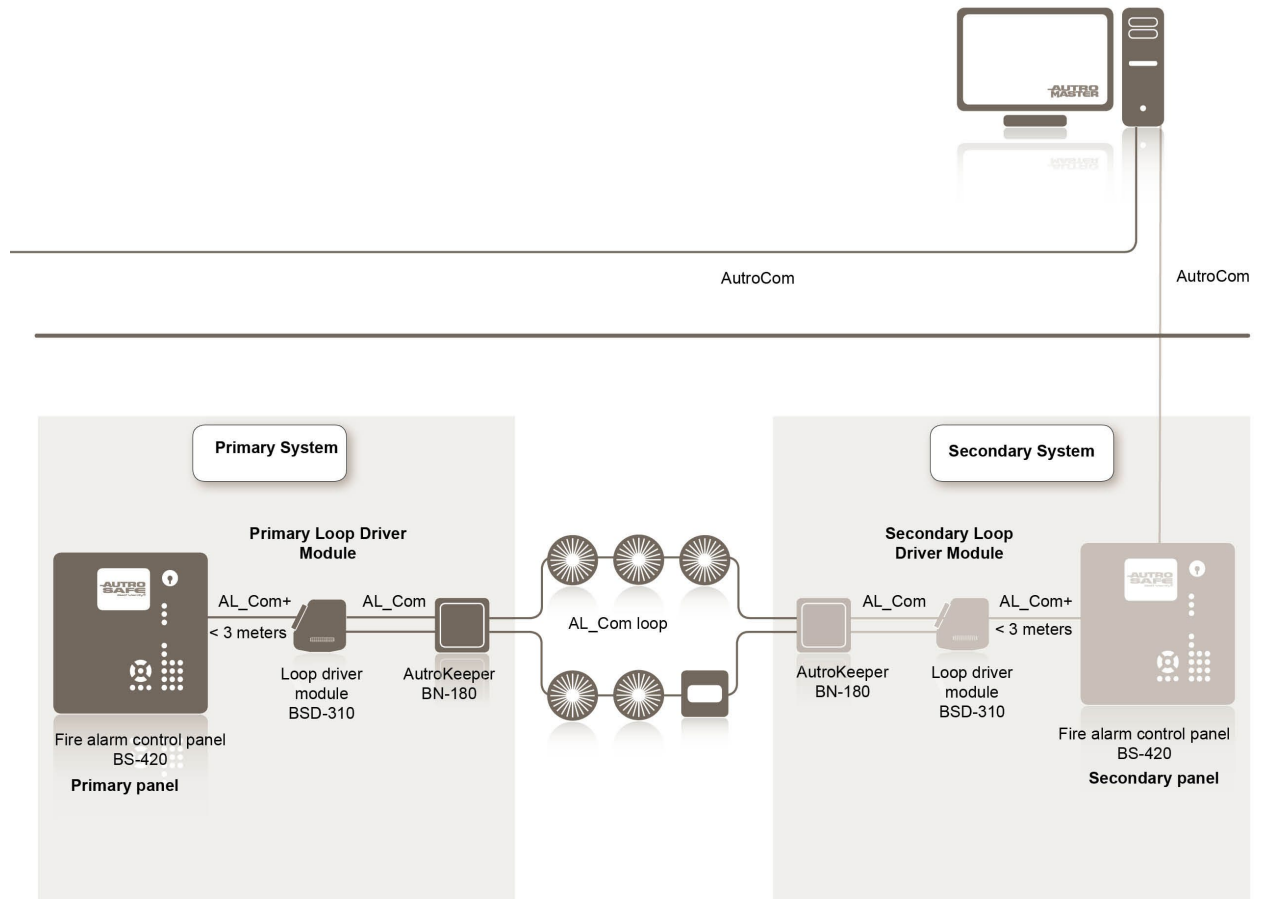 AUTRO
MASTER
AutroCom
AutroCom
Primary System
Secondary System
Primary Loop Driver
Module
Secondary Loop
Driver Module
AUTRO
SAFE
AL_Com+
AL_Com
< 3 meters
AL_Com loop
AL_Com
AL_Com+
< 3 meters
AUTRO
SAFE
Loop driver
module
BSD-310
AutroKeeper
BN-180
AutroKeeper
BN-180
Loop driver
module
BSD-310
Fire alarm control panel
BS-420
Primary panel
Fire alarm control panel
BS-420
Secondary panel